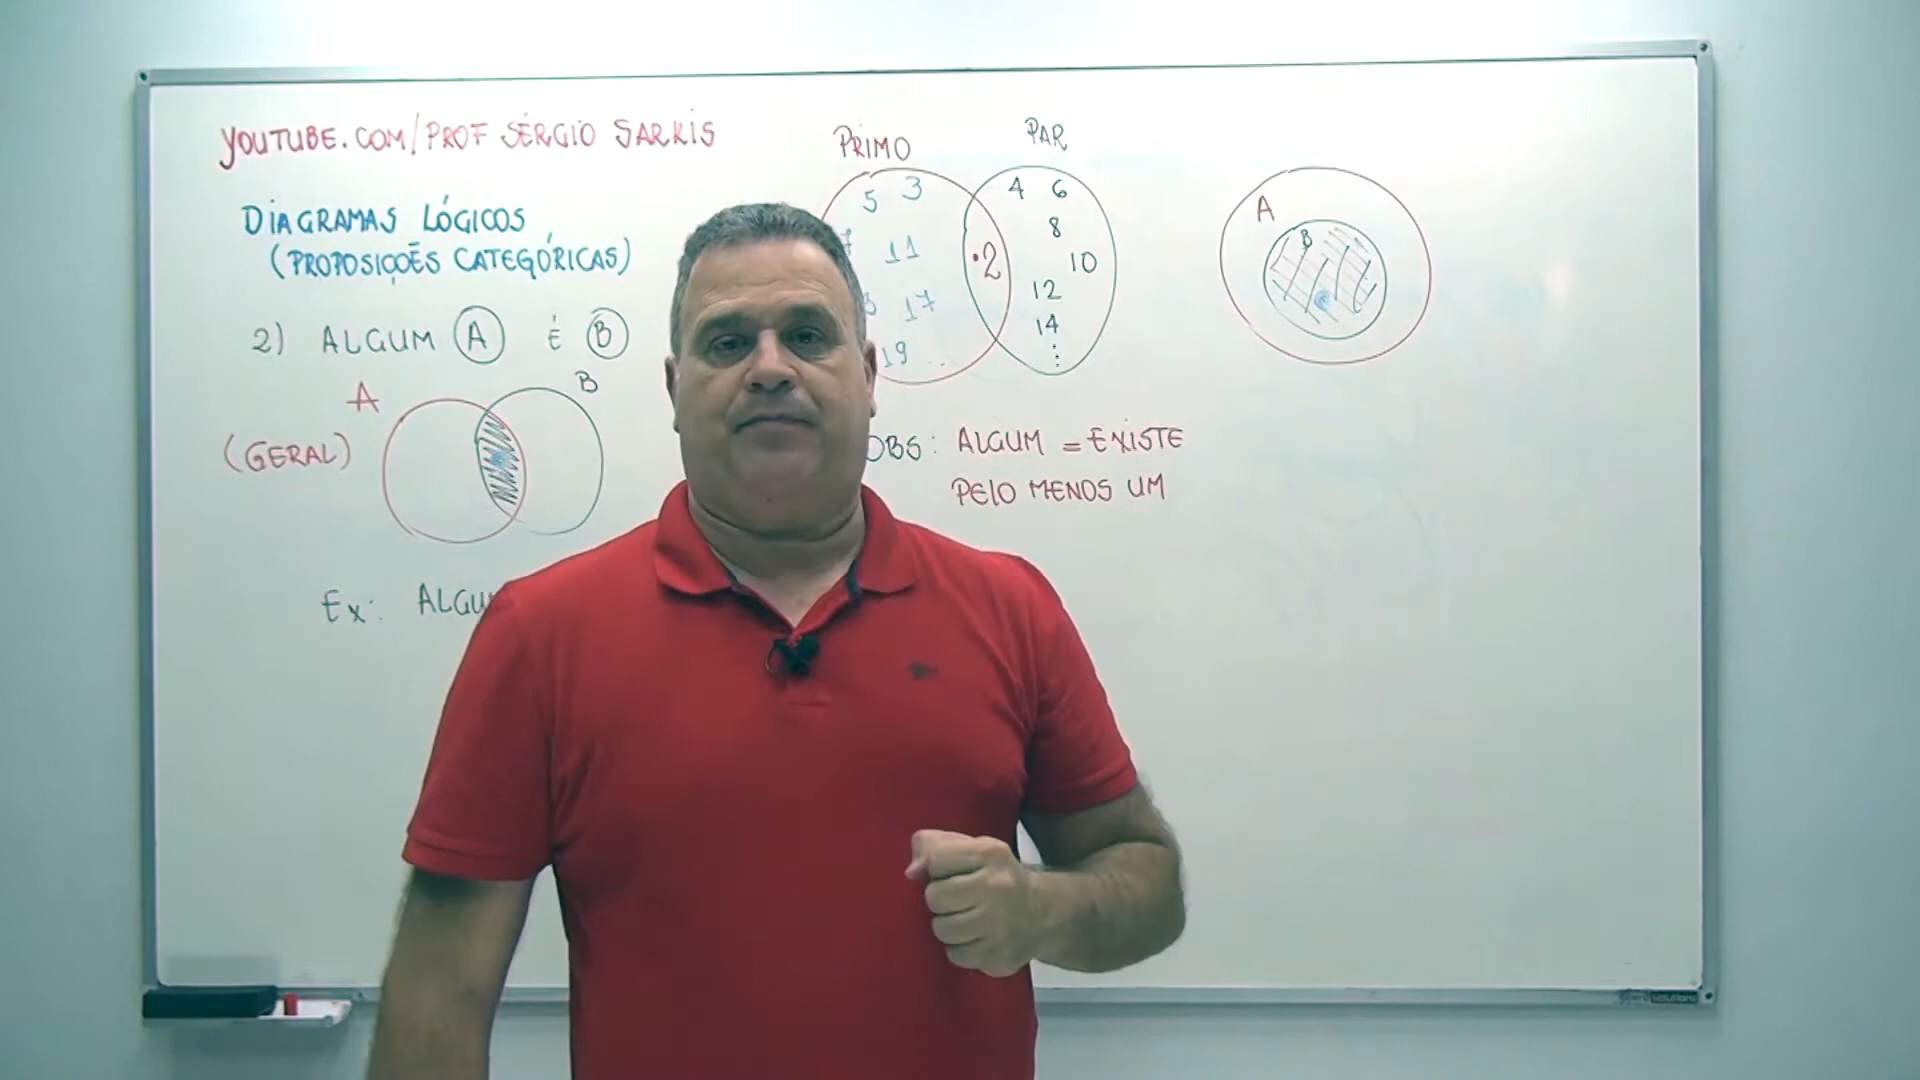 YOUTUBE.COM/PROF SÉRGIO SARKIS
DIAGRAMAS LÓGICOS
(PROPOSIÇÕES CATEGÓRICAS)
2) ALGUM A É B
A B
(GERAL)
Ex: ALGU
PRIMO PAR
5 3
11
17
19 ..
.2
4 6
8
10
12
14
⋮
OBS: ALGUM = EXISTE
PELO MENOS UM
A
B